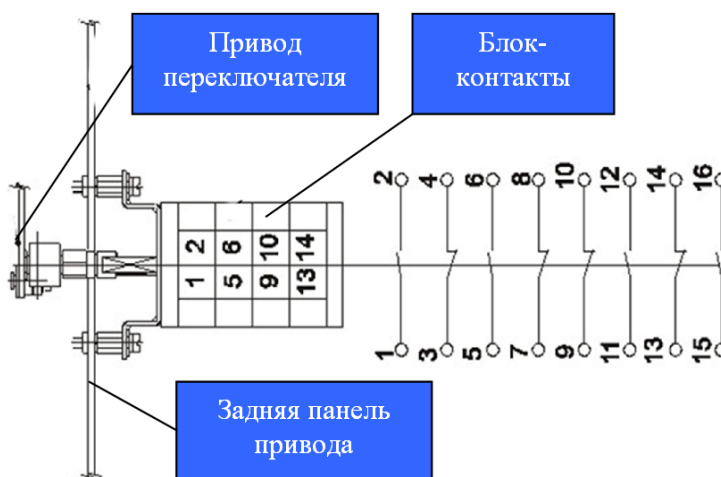 Привод
переключателя
Блок-
контакты
2 4 6 8 10 12 14 16
2 6 10 14
1 5 9 13
1 3 5 7 9 11 13 15
Задняя панель
привода